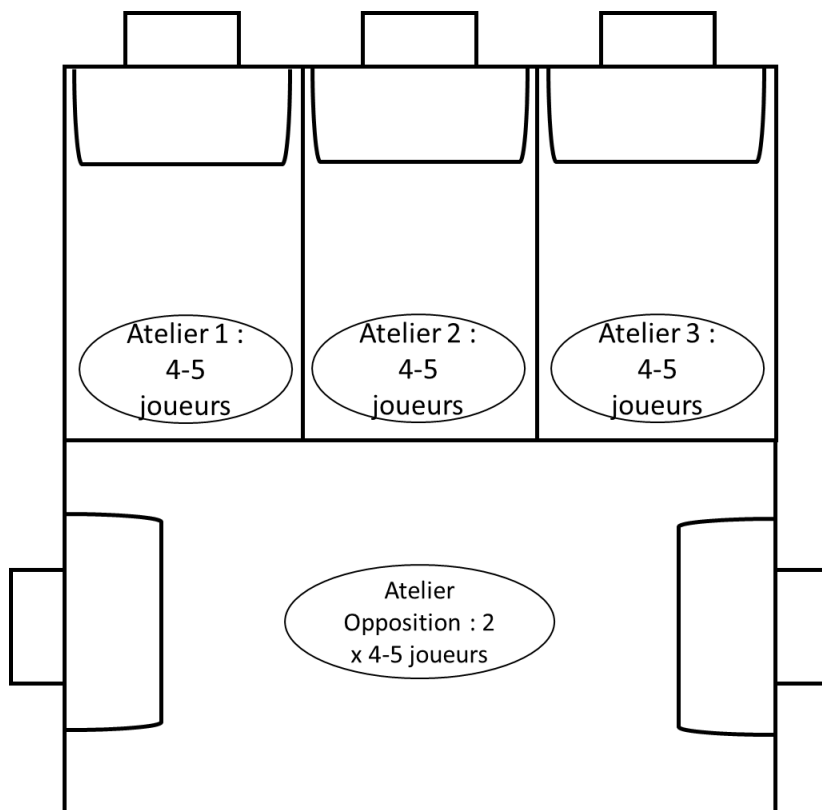 Atelier 1 :
4-5
joueurs
Atelier 2 :
4-5
joueurs
Atelier 3 :
4-5
joueurs
Atelier
Opposition : 2
x 4-5 joueurs